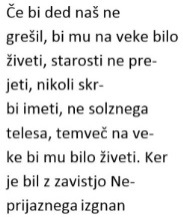 Če bi ded naš ne
grešil, bi mu na veke bilo
živeti, starosti ne pre-
jeti, nikoli skr-
bi imeti, ne solznega
telesa, temveč na ve-
ke bi mu bilo živeti. Ker
je bil z zavistjo Ne-
prijaznega izgnan